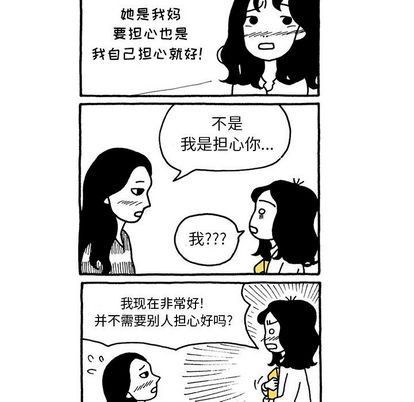 她是我妈
要担心也是
我自己担心就好!
不是
我是担心你...
我???
我现在非常好!
并不需要别人担心好吗?